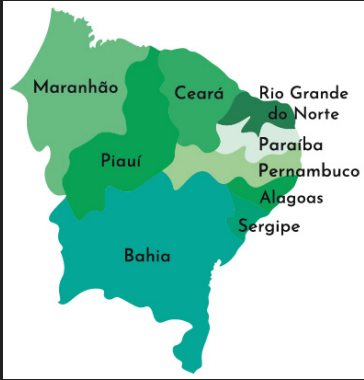 Maranhão
Ceará
Rio Grande
do Norte
Paraíba
Piauí
Pernambuco
Alagoas
Sergipe
Bahia